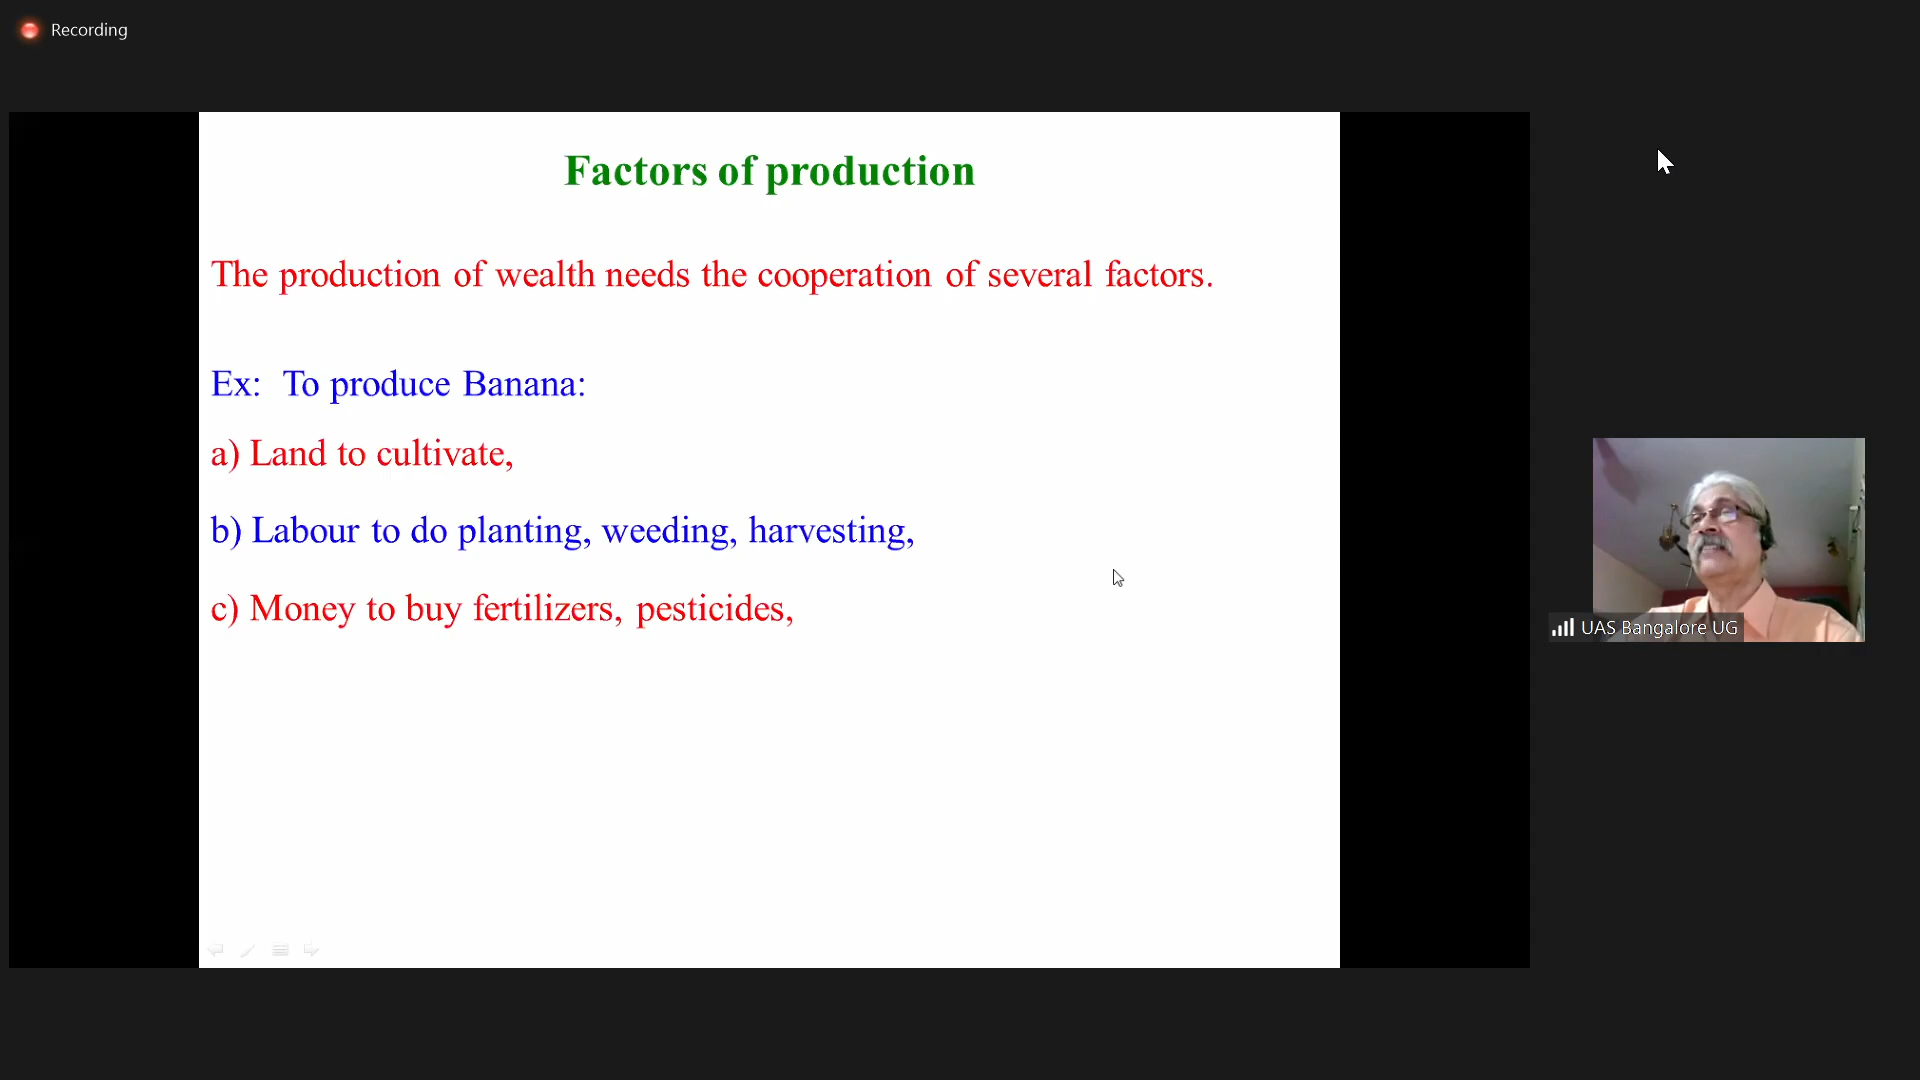 Recording
Factors of production
The production of wealth needs the cooperation of several factors.
Ex: To produce Banana:
a) Land to cultivate,
b) Labour to do planting, weeding, harvesting,
c) Money to buy fertilizers, pesticides,
UAS Bangalore UG